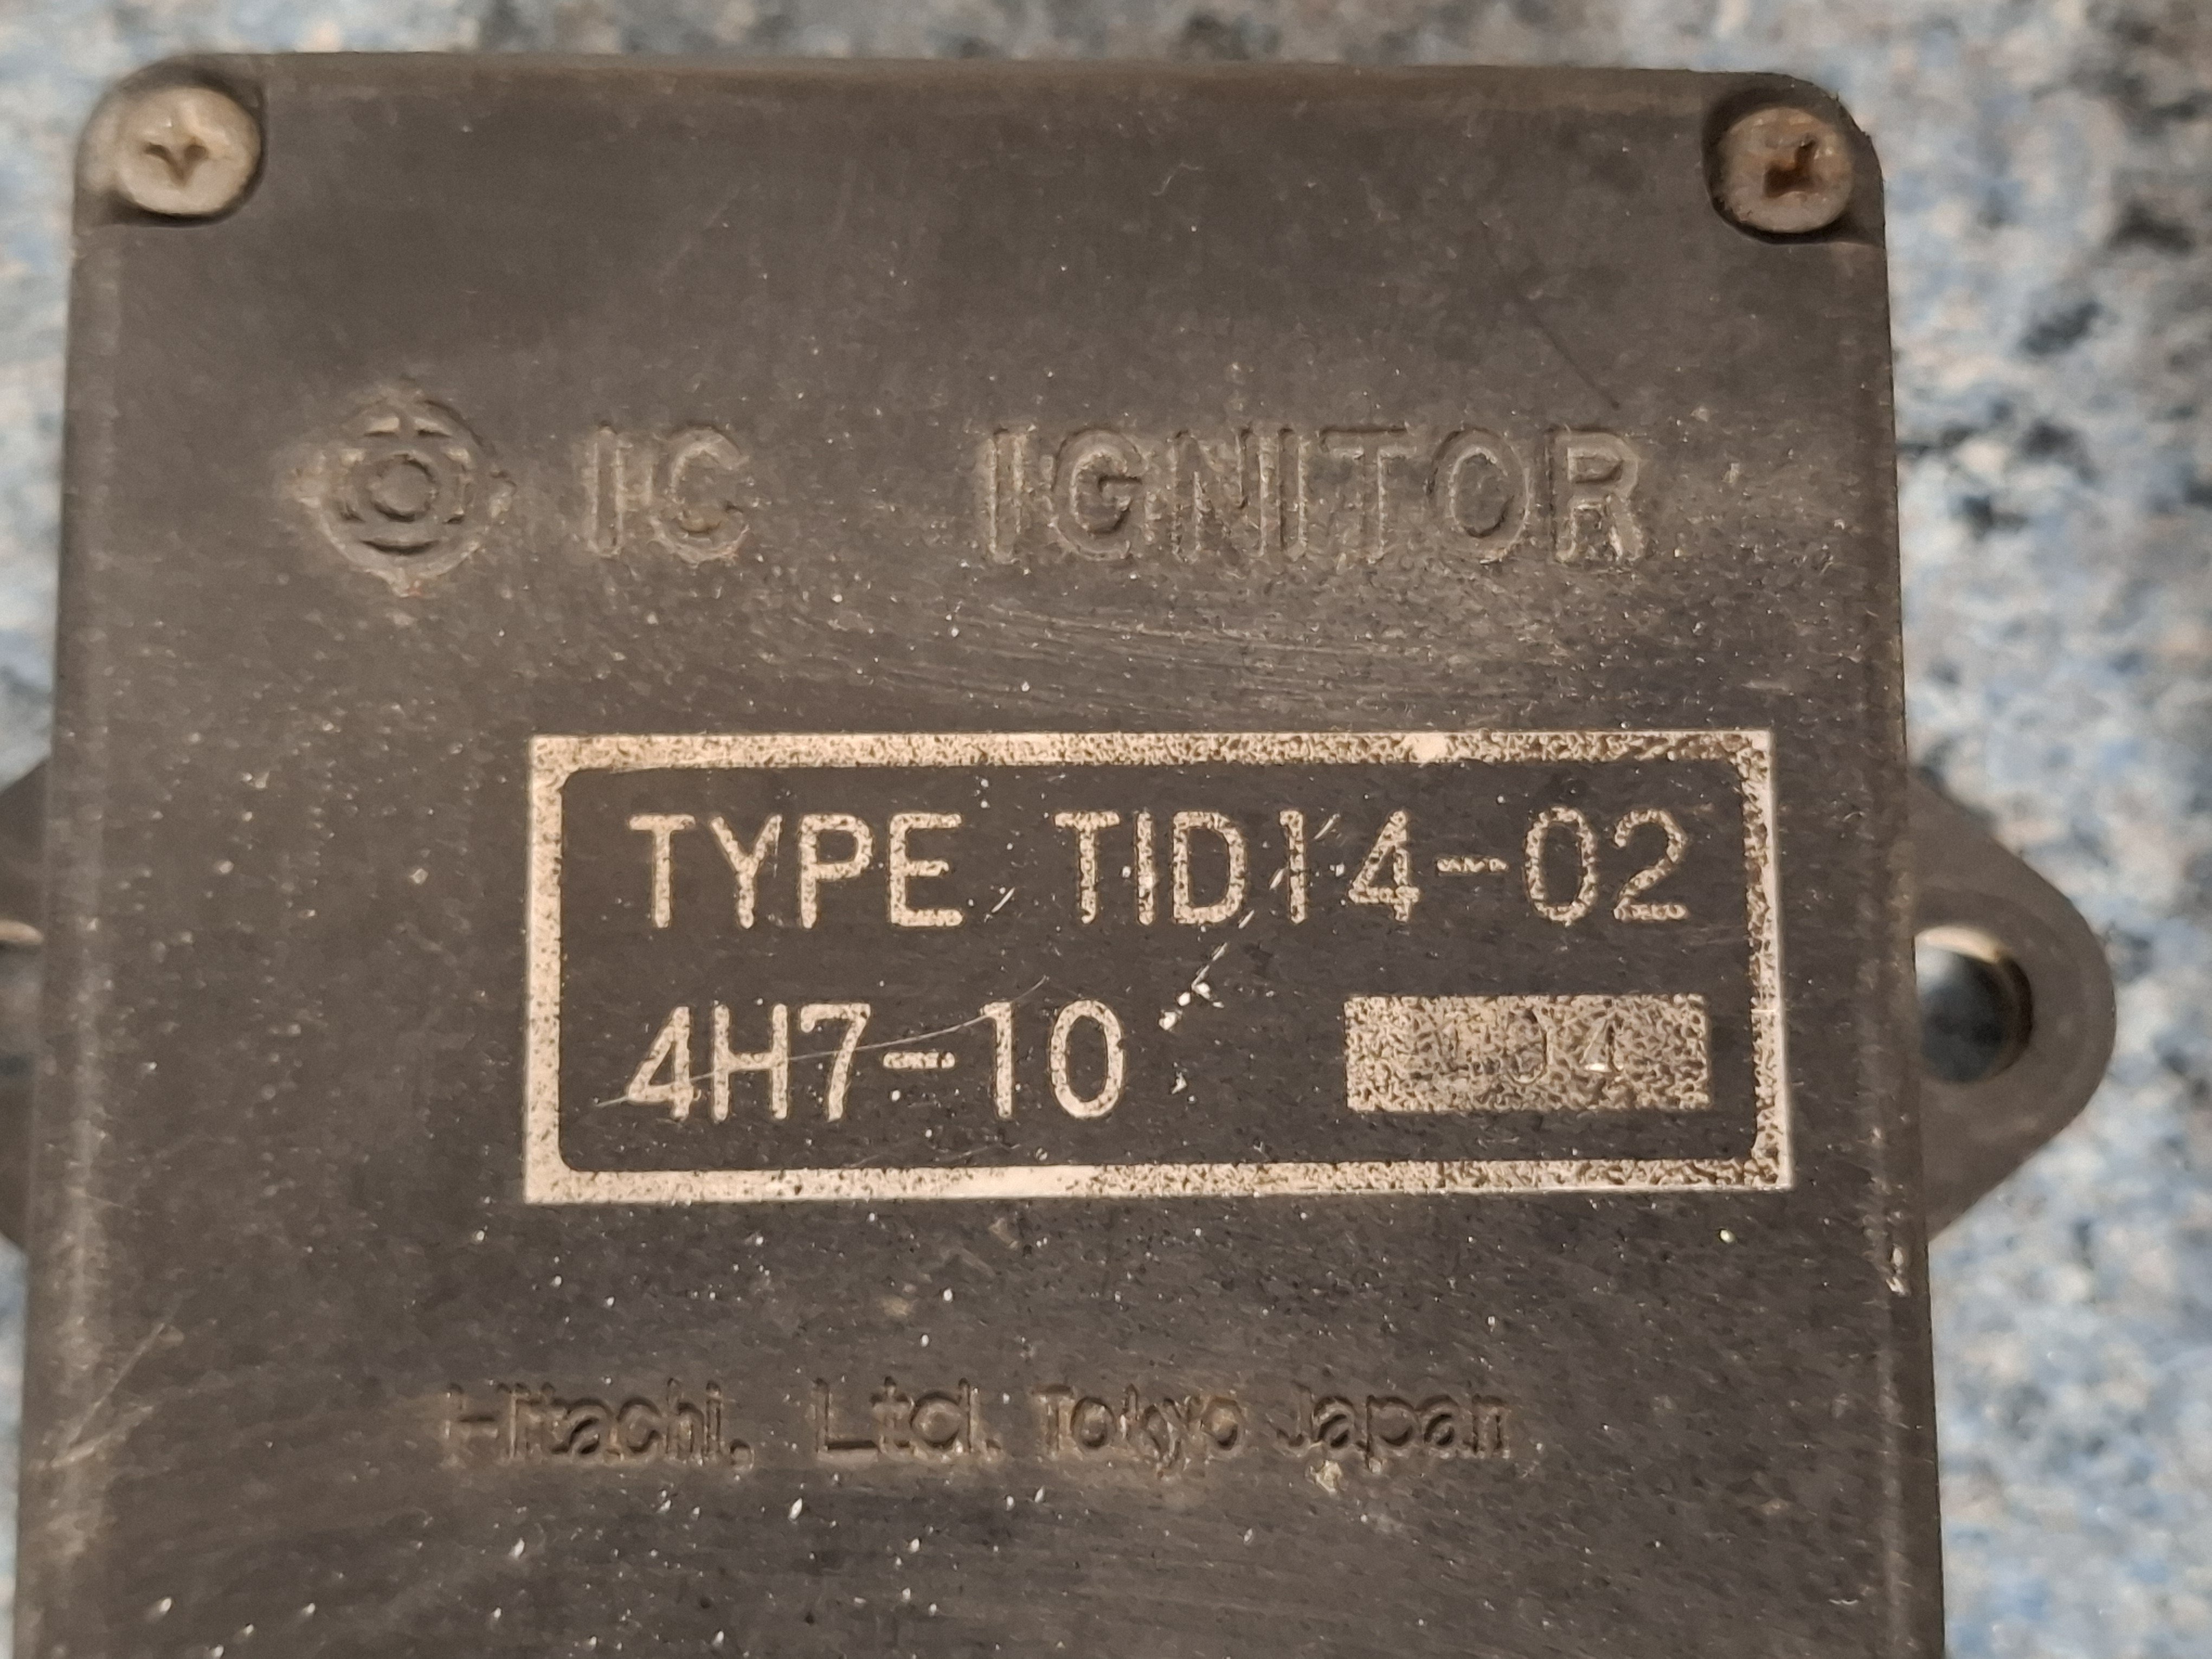 IC IGNITOR
TYPE TID14-02
4H7-10
Hitachi, Ltd. Tokyo Japan